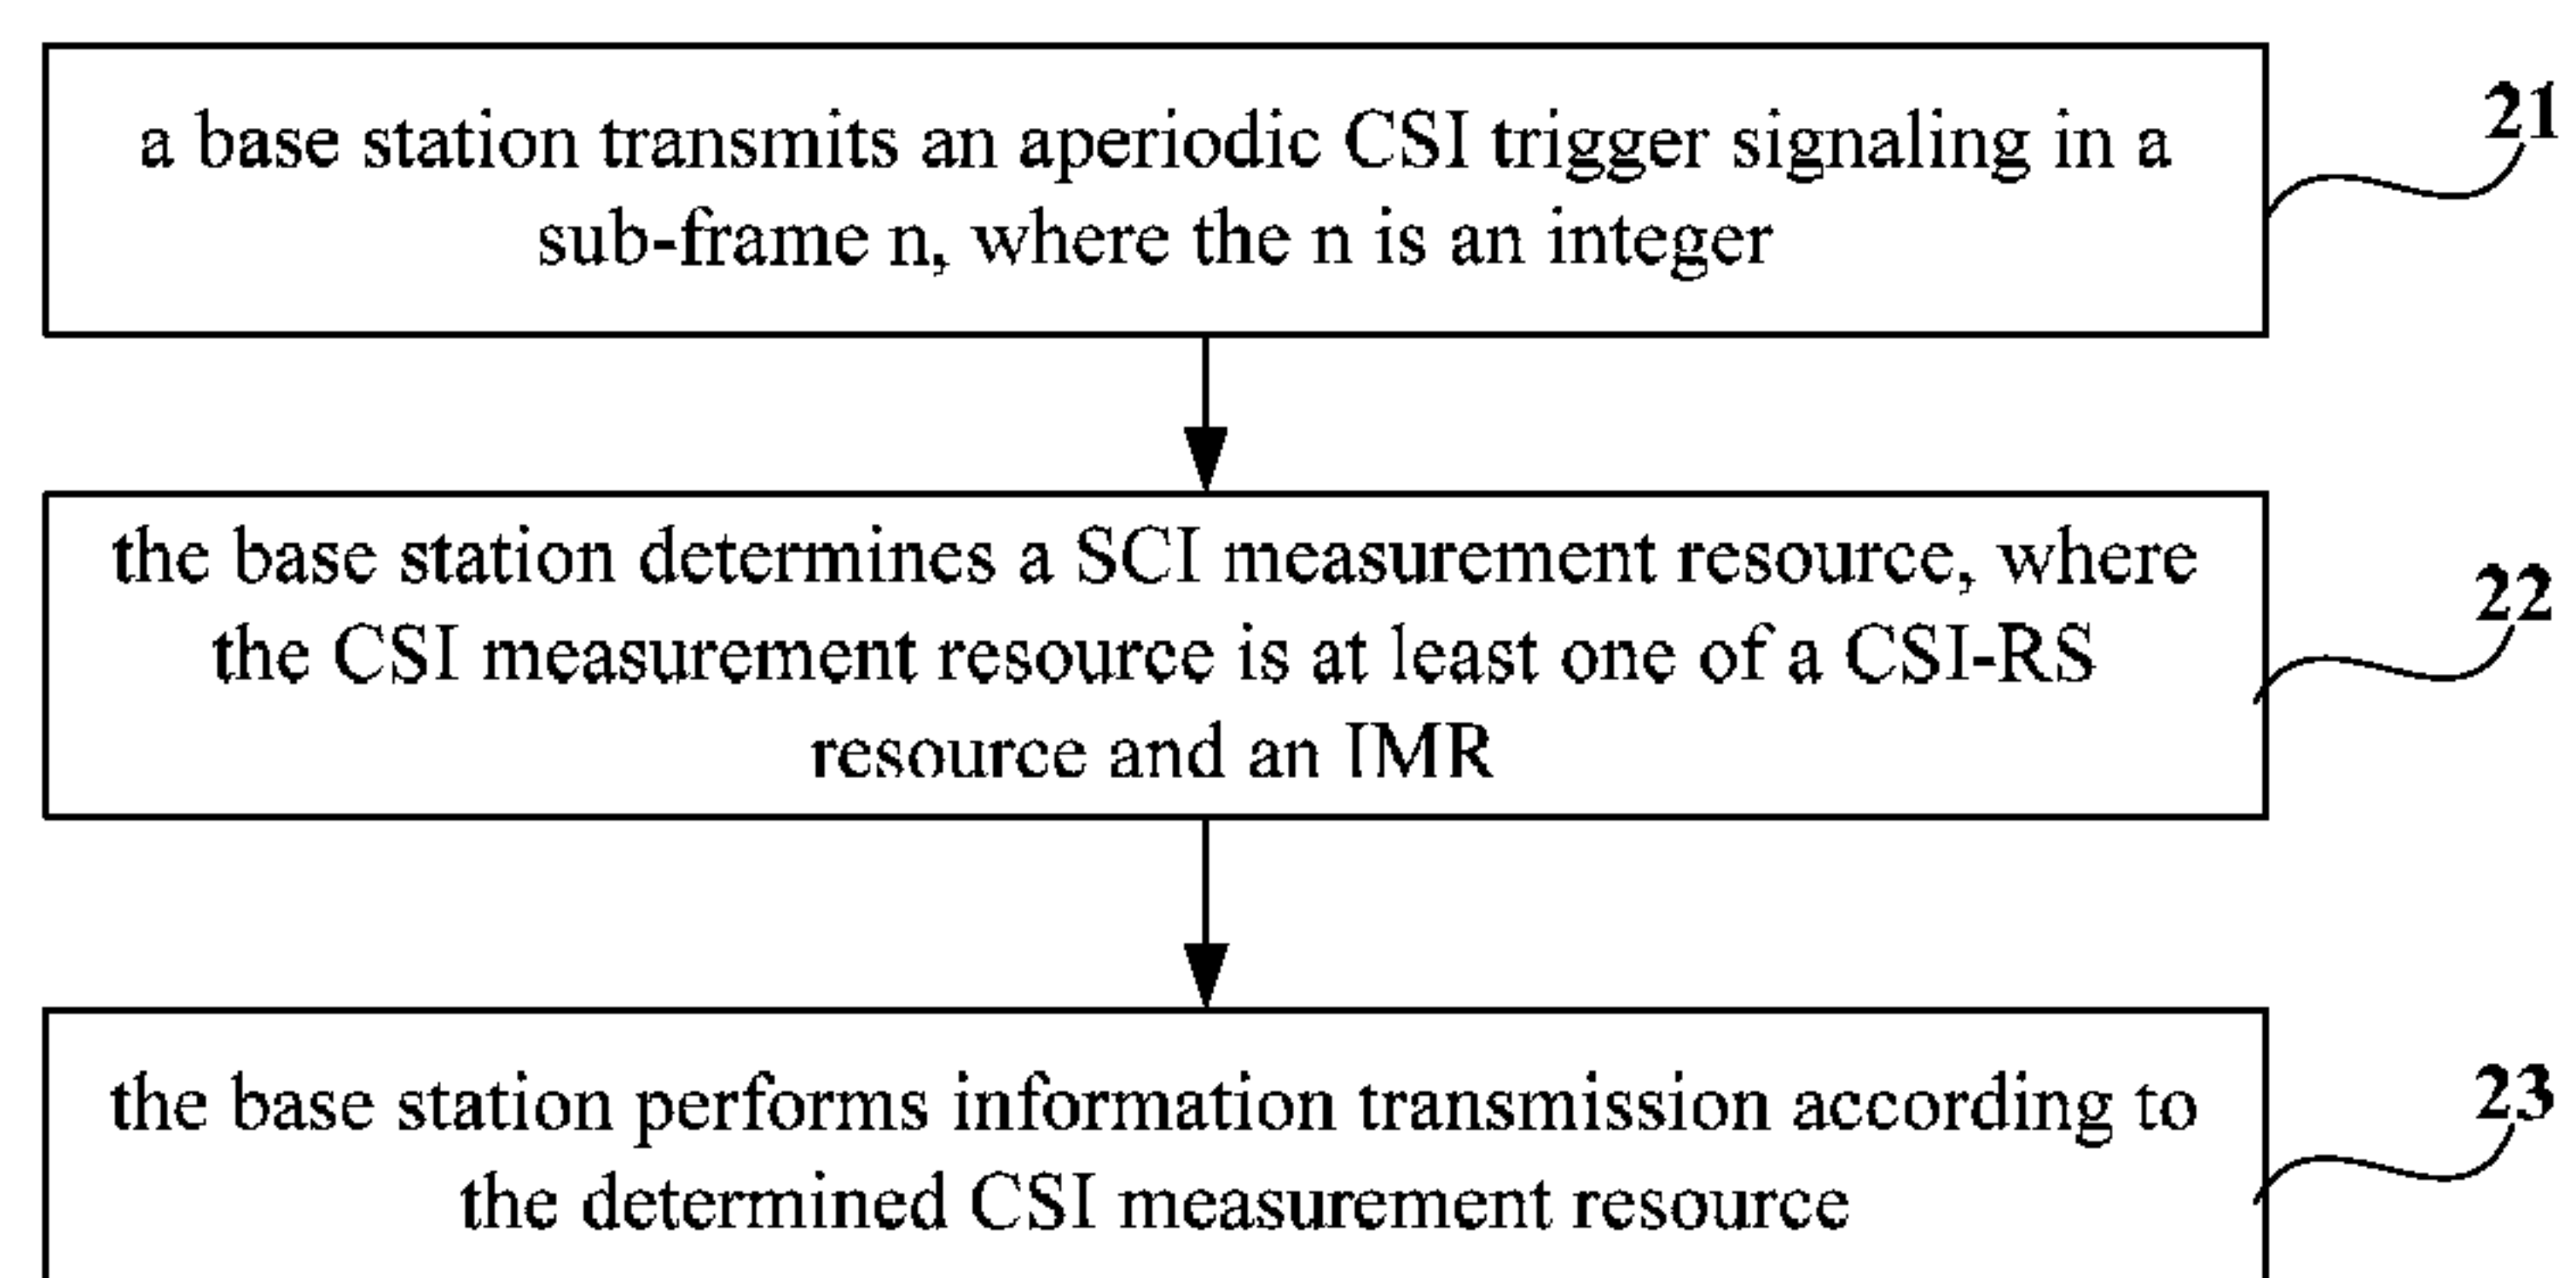 a base station transmits an aperiodic CSI trigger signaling in a
sub-frame n, where the n is an integer
21
the base station determines a SCI measurement resource, where
the CSI measurement resource is at least one of a CSI-RS
resource and an IMR
22
the base station performs information transmission according to
the determined CSI measurement resource
23